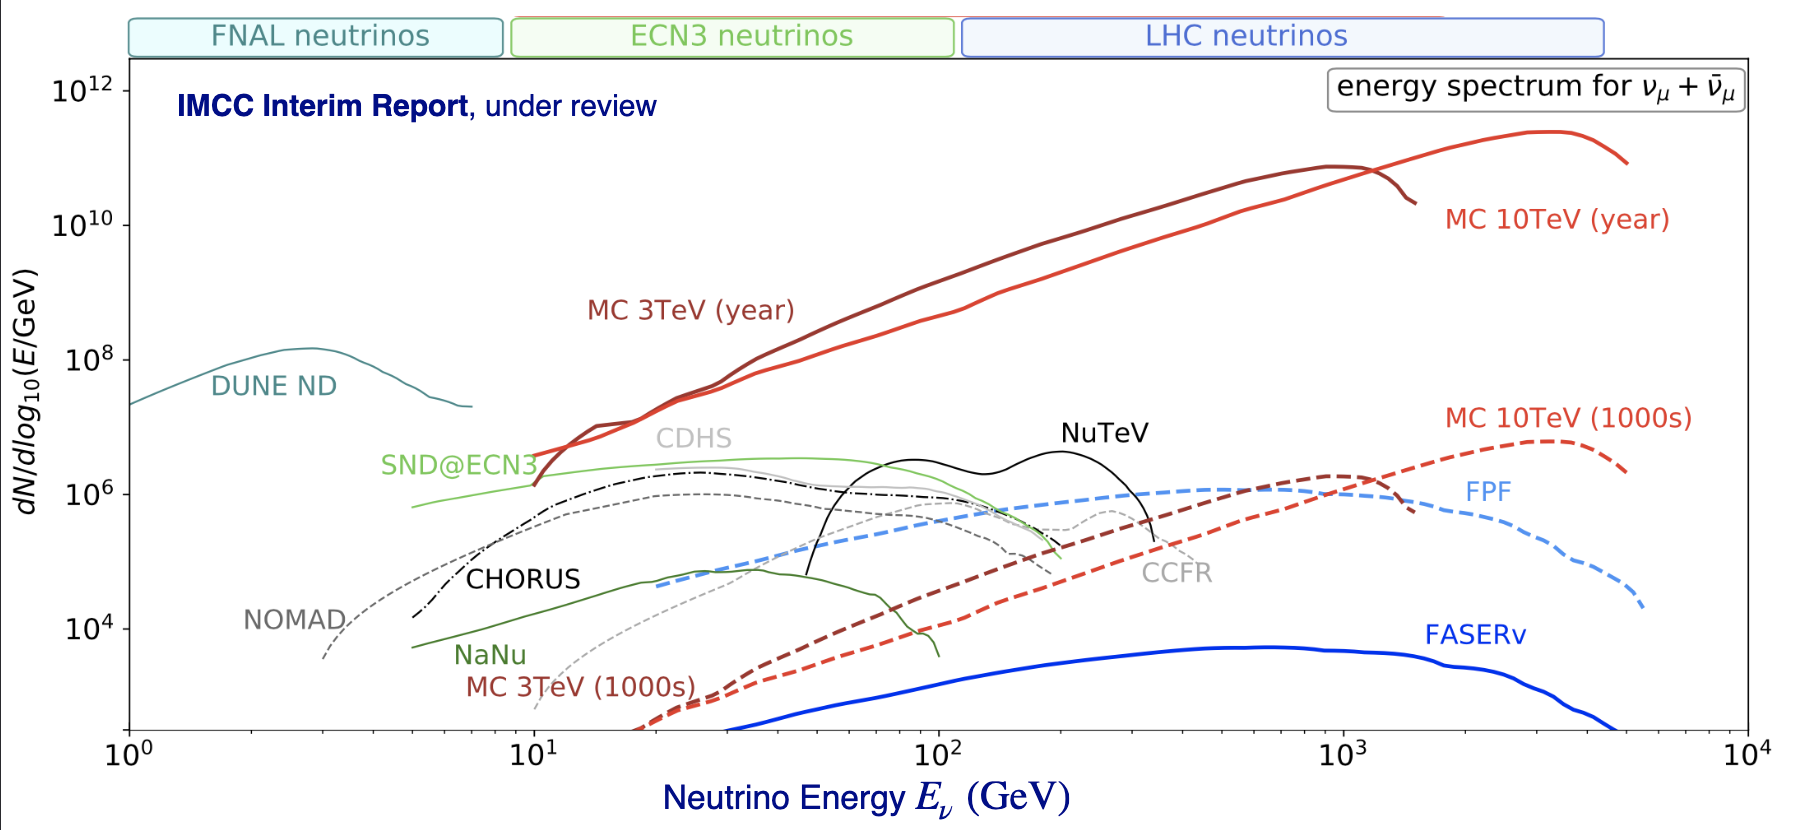 FNAL neutrinos
ECN3 neutrinos
LHC neutrinos
IMCC Interim Report, under review
energy spectrum for νμ + ν̄μ
10¹²
10¹⁰
10⁸
10⁶
10⁴
dN/dlog₁₀(E/GeV)
MC 10TeV (year)
MC 3TeV (year)
DUNE ND
MC 10TeV (1000s)
NuTeV
CDHS
SND@ECN3
FPF
CHORUS
CCFR
NOMAD
FASERν
NaNu
MC 3TeV (1000s)
10⁰
10¹
10²
10³
10⁴
Neutrino Energy Eν (GeV)